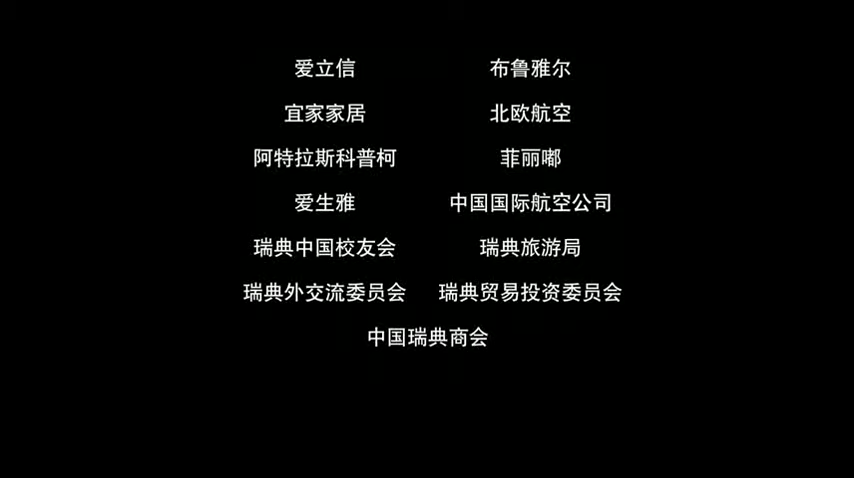 爱立信 布鲁雅尔
宜家家居 北欧航空
阿特拉斯科普柯 菲丽嘟
爱生雅 中国国际航空公司
瑞典中国校友会 瑞典旅游局
瑞典外交流委员会 瑞典贸易投资委员会
中国瑞典商会